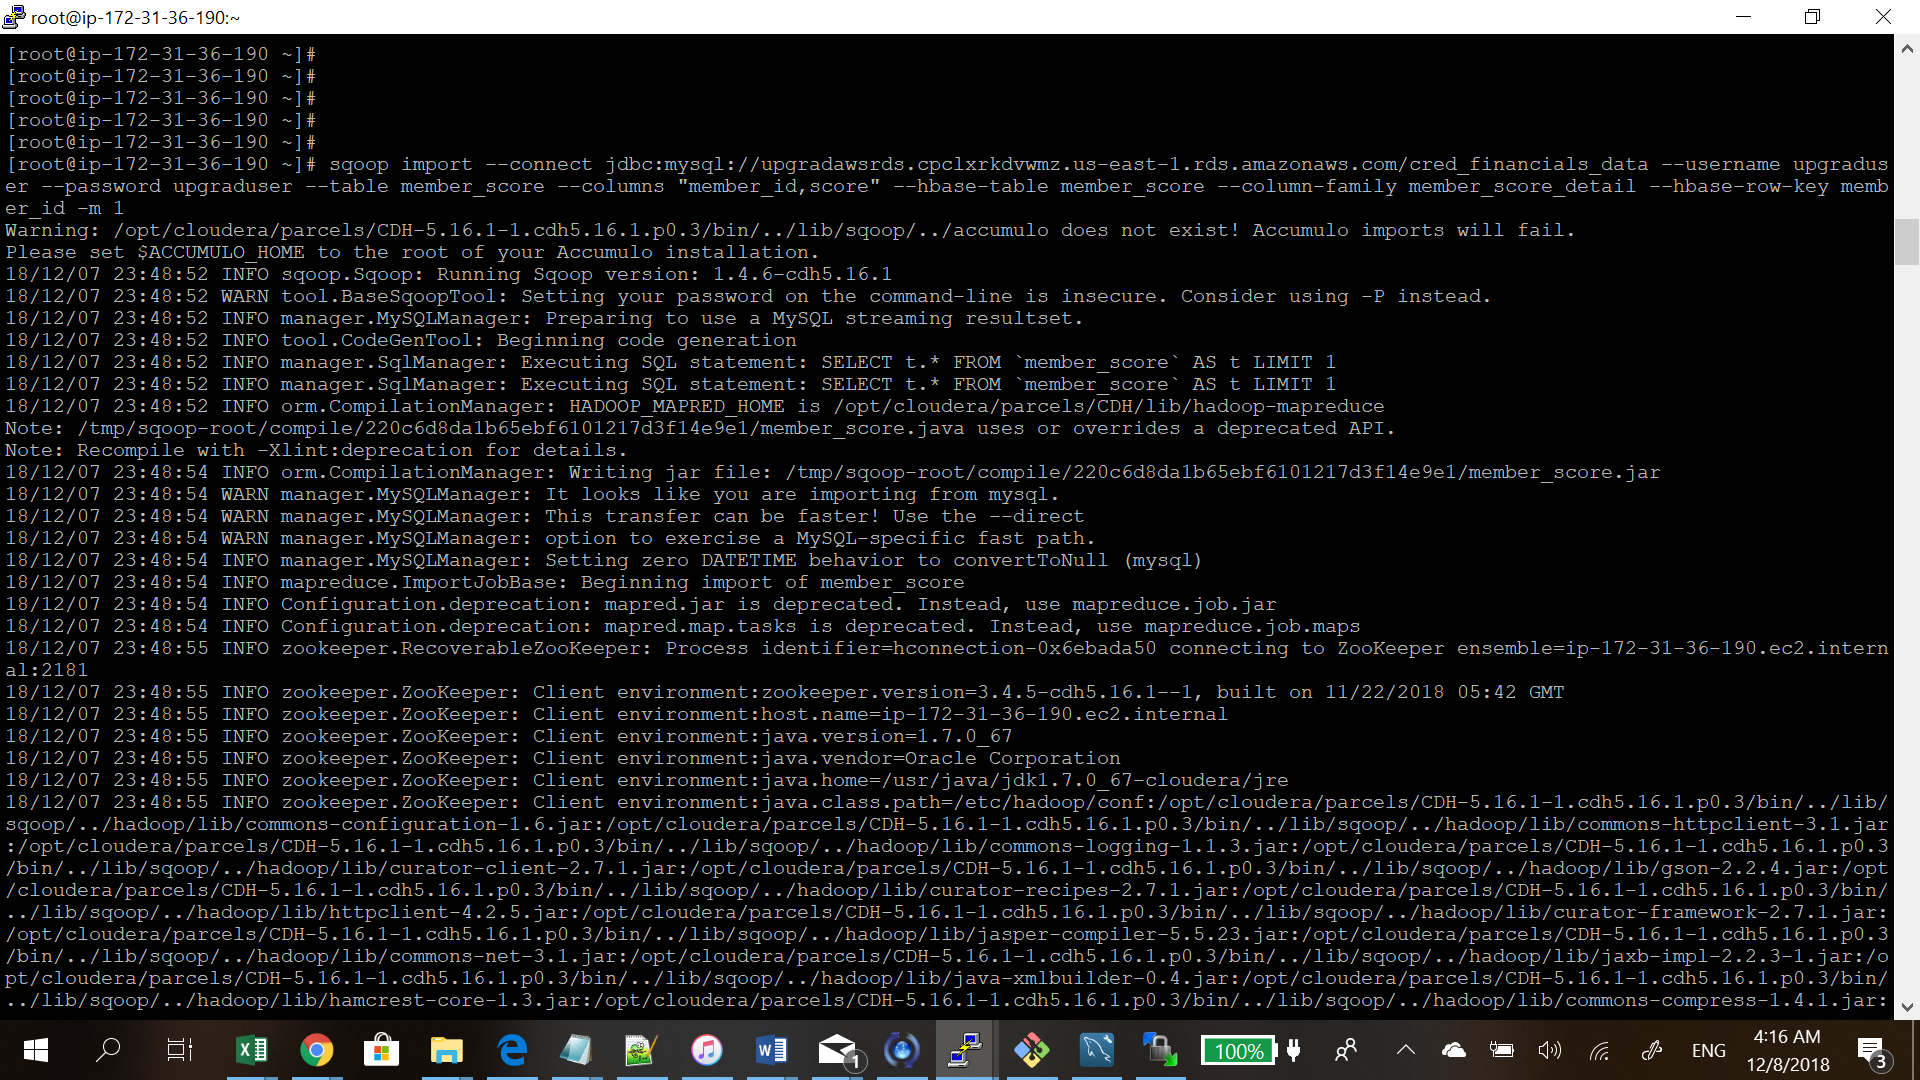 root@ip-172-31-36-190:~
[root@ip-172-31-36-190 ~]#
[root@ip-172-31-36-190 ~]#
[root@ip-172-31-36-190 ~]#
[root@ip-172-31-36-190 ~]#
[root@ip-172-31-36-190 ~]#
[root@ip-172-31-36-190 ~]# sqoop import --connect jdbc:mysql://upgradawsrds.cpclxrkdvwmz.us-east-1.rds.amazonaws.com/cred_financials_data --username upgradus
er --password upgraduser --table member_score --columns "member_id,score" --hbase-table member_score --column-family member_score_detail --hbase-row-key memb
er_id -m 1
Warning: /opt/cloudera/parcels/CDH-5.16.1-1.cdh5.16.1.p0.3/bin/../lib/sqoop/../accumulo does not exist! Accumulo imports will fail.
Please set $ACCUMULO_HOME to the root of your Accumulo installation.
18/12/07 23:48:52 INFO sqoop.Sqoop: Running Sqoop version: 1.4.6-cdh5.16.1
18/12/07 23:48:52 WARN tool.BaseSqoopTool: Setting your password on the command-line is insecure. Consider using -P instead.
18/12/07 23:48:52 INFO manager.MySQLManager: Preparing to use a MySQL streaming resultset.
18/12/07 23:48:52 INFO tool.CodeGenTool: Beginning code generation
18/12/07 23:48:52 INFO manager.SqlManager: Executing SQL statement: SELECT t.* FROM `member_score` AS t LIMIT 1
18/12/07 23:48:52 INFO manager.SqlManager: Executing SQL statement: SELECT t.* FROM `member_score` AS t LIMIT 1
18/12/07 23:48:52 INFO orm.CompilationManager: HADOOP_MAPRED_HOME is /opt/cloudera/parcels/CDH/lib/hadoop-mapreduce
Note: /tmp/sqoop-root/compile/220c6d8da1b65ebf6101217d3f14e9e1/member_score.java uses or overrides a deprecated API.
Note: Recompile with -Xlint:deprecation for details.
18/12/07 23:48:54 INFO orm.CompilationManager: Writing jar file: /tmp/sqoop-root/compile/220c6d8da1b65ebf6101217d3f14e9e1/member_score.jar
18/12/07 23:48:54 WARN manager.MySQLManager: It looks like you are importing from mysql.
18/12/07 23:48:54 WARN manager.MySQLManager: This transfer can be faster! Use the --direct
18/12/07 23:48:54 WARN manager.MySQLManager: option to exercise a MySQL-specific fast path.
18/12/07 23:48:54 INFO manager.MySQLManager: Setting zero DATETIME behavior to convertToNull (mysql)
18/12/07 23:48:54 INFO mapreduce.ImportJobBase: Beginning import of member_score
18/12/07 23:48:54 INFO Configuration.deprecation: mapred.jar is deprecated. Instead, use mapreduce.job.jar
18/12/07 23:48:54 INFO Configuration.deprecation: mapred.map.tasks is deprecated. Instead, use mapreduce.job.maps
18/12/07 23:48:55 INFO zookeeper.RecoverableZooKeeper: Process identifier=hconnection-0x6ebada50 connecting to ZooKeeper ensemble=ip-172-31-36-190.ec2.intern
al:2181
18/12/07 23:48:55 INFO zookeeper.ZooKeeper: Client environment:zookeeper.version=3.4.5-cdh5.16.1--1, built on 11/22/2018 05:42 GMT
18/12/07 23:48:55 INFO zookeeper.ZooKeeper: Client environment:host.name=ip-172-31-36-190.ec2.internal
18/12/07 23:48:55 INFO zookeeper.ZooKeeper: Client environment:java.version=1.7.0_67
18/12/07 23:48:55 INFO zookeeper.ZooKeeper: Client environment:java.vendor=Oracle Corporation
18/12/07 23:48:55 INFO zookeeper.ZooKeeper: Client environment:java.home=/usr/java/jdk1.7.0_67-cloudera/jre
18/12/07 23:48:55 INFO zookeeper.ZooKeeper: Client environment:java.class.path=/etc/hadoop/conf:/opt/cloudera/parcels/CDH-5.16.1-1.cdh5.16.1.p0.3/bin/../lib/
sqoop/../hadoop/lib/commons-configuration-1.6.jar:/opt/cloudera/parcels/CDH-5.16.1-1.cdh5.16.1.p0.3/bin/../lib/sqoop/../hadoop/lib/commons-httpclient-3.1.jar
:/opt/cloudera/parcels/CDH-5.16.1-1.cdh5.16.1.p0.3/bin/../lib/sqoop/../hadoop/lib/commons-logging-1.1.3.jar:/opt/cloudera/parcels/CDH-5.16.1-1.cdh5.16.1.p0.3
/bin/../lib/sqoop/../hadoop/lib/curator-client-2.7.1.jar:/opt/cloudera/parcels/CDH-5.16.1-1.cdh5.16.1.p0.3/bin/../lib/sqoop/../hadoop/lib/gson-2.2.4.jar:/opt
/cloudera/parcels/CDH-5.16.1-1.cdh5.16.1.p0.3/bin/../lib/sqoop/../hadoop/lib/curator-recipes-2.7.1.jar:/opt/cloudera/parcels/CDH-5.16.1-1.cdh5.16.1.p0.3/bin/
../lib/sqoop/../hadoop/lib/httpclient-4.2.5.jar:/opt/cloudera/parcels/CDH-5.16.1-1.cdh5.16.1.p0.3/bin/../lib/sqoop/../hadoop/lib/curator-framework-2.7.1.jar:
/opt/cloudera/parcels/CDH-5.16.1-1.cdh5.16.1.p0.3/bin/../lib/sqoop/../hadoop/lib/jasper-compiler-5.5.23.jar:/opt/cloudera/parcels/CDH-5.16.1-1.cdh5.16.1.p0.3
/bin/../lib/sqoop/../hadoop/lib/commons-net-3.1.jar:/opt/cloudera/parcels/CDH-5.16.1-1.cdh5.16.1.p0.3/bin/../lib/sqoop/../hadoop/lib/jaxb-impl-2.2.3-1.jar:/o
pt/cloudera/parcels/CDH-5.16.1-1.cdh5.16.1.p0.3/bin/../lib/sqoop/../hadoop/lib/java-xmlbuilder-0.4.jar:/opt/cloudera/parcels/CDH-5.16.1-1.cdh5.16.1.p0.3/bin/
../lib/sqoop/../hadoop/lib/hamcrest-core-1.3.jar:/opt/cloudera/parcels/CDH-5.16.1-1.cdh5.16.1.p0.3/bin/../lib/sqoop/../hadoop/lib/commons-compress-1.4.1.jar:
1
100%
ENG
4:16 AM
12/8/2018
3